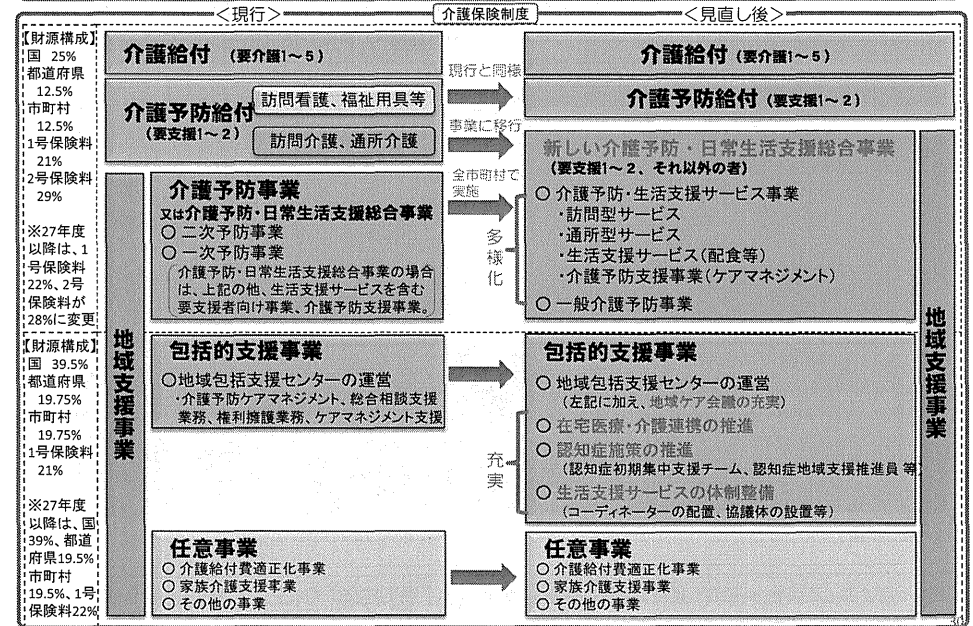 <現行>
介護保険制度
<見直し後>
【財源構成】
国 25%
都道府県
12.5%
市町村
12.5%
1号保険料
21%
2号保険料
29%
※27年度
以降は、1
号保険料
22%、2号
保険料が
28%に変更
【財源構成】
国 39.5%
都道府県
19.75%
市町村
19.75%
1号保険料
21%
※27年度
以降は、国
39%、都道
府県19.5%
市町村
19.5%、1号
保険料22%
介護給付 (要介護1～5)
介護予防給付
(要支援1～2)
訪問看護、福祉用具等
訪問介護、通所介護
地域支援事業
介護予防事業
又は介護予防・日常生活支援総合事業
○ 二次予防事業
○ 一次予防事業
介護予防・日常生活支援総合事業の場合
は、上記の他、生活支援サービスを含む
要支援者向け事業、介護予防支援事業。
包括的支援事業
○地域包括支援センターの運営
・介護予防ケアマネジメント、総合相談支援
業務、権利擁護業務、ケアマネジメント支援
任意事業
○ 介護給付費適正化事業
○ 家族介護支援事業
○ その他の事業
現行と同様
事業に移行
全市町村で
実施
多様化
充実
介護給付 (要介護1～5)
介護予防給付 (要支援1～2)
新しい介護予防・日常生活支援総合事業
(要支援1～2、それ以外の者)
○ 介護予防・生活支援サービス事業
・訪問型サービス
・通所型サービス
・生活支援サービス(配食等)
・介護予防支援事業(ケアマネジメント)
○ 一般介護予防事業
包括的支援事業
○ 地域包括支援センターの運営
(左記に加え、地域ケア会議の充実)
○ 在宅医療・介護連携の推進
○ 認知症施策の推進
(認知症初期集中支援チーム、認知症地域支援推進員 等)
○ 生活支援サービスの体制整備
(コーディネーターの配置、協議体の設置等)
任意事業
○ 介護給付費適正化事業
○ 家族介護支援事業
○ その他の事業
地域支援事業